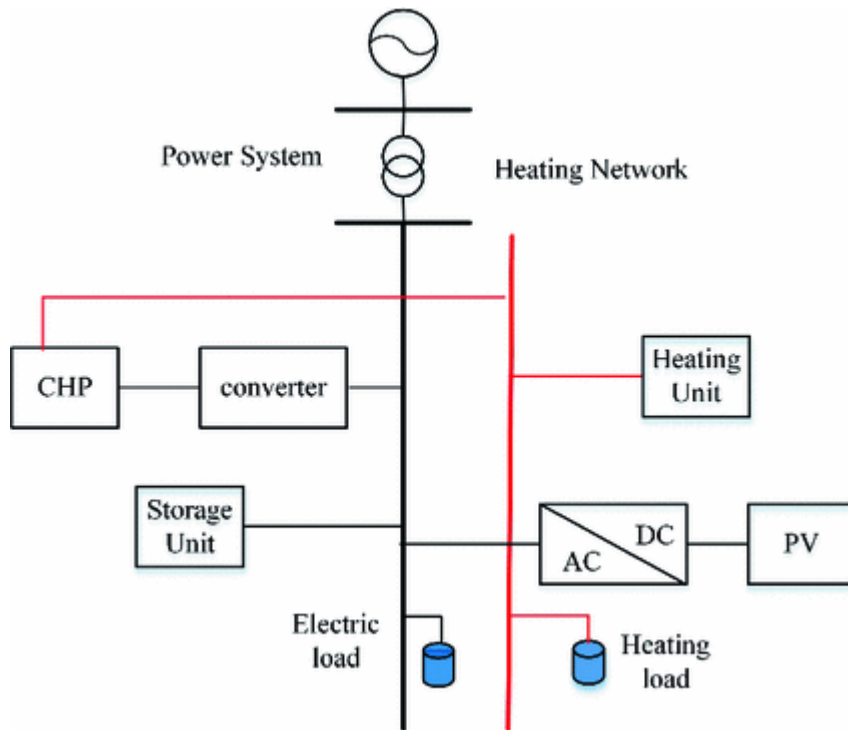 Power System
Heating Network
CHP
converter
Heating
Unit
Storage
Unit
AC
DC
PV
Electric
load
Heating
load